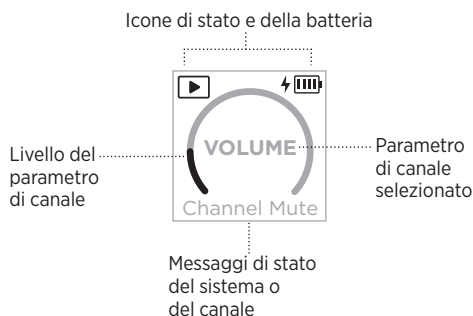 Icone di stato e della batteria
VOLUME
Channel Mute
Livello del
parametro
di canale
Parametro
di canale
selezionato
Messaggi di stato
del sistema o
del canale